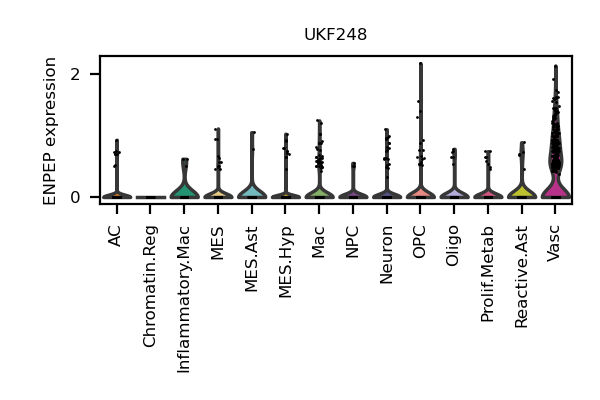 UKF248
ENPEP expression
2
0
AC
Chromatin.Reg
Inflammatory.Mac
MES
MES.Ast
MES.Hyp
Mac
NPC
Neuron
OPC
Oligo
Prolif.Metab
Reactive.Ast
Vasc